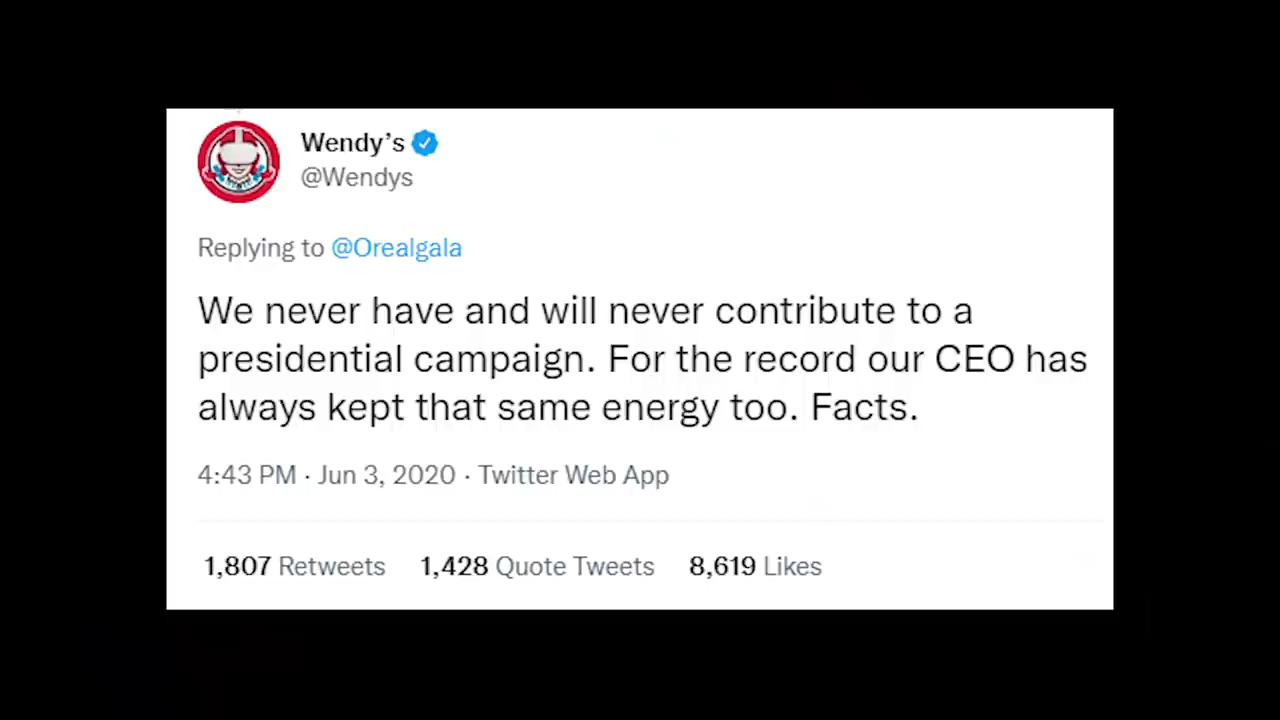 Wendy's
@Wendys
Replying to @Orealgala
We never have and will never contribute to a
presidential campaign. For the record our CEO has
always kept that same energy too. Facts.
4:43 PM · Jun 3, 2020 · Twitter Web App
1,807 Retweets 1,428 Quote Tweets 8,619 Likes